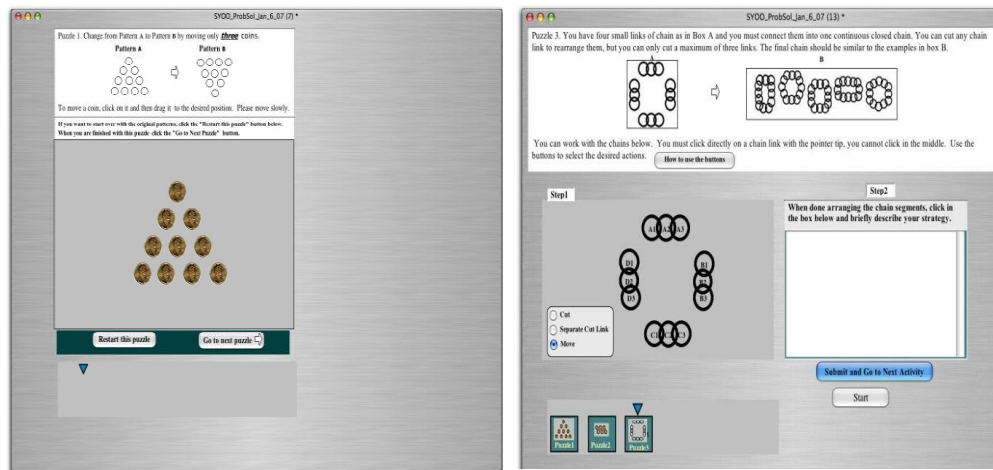 SYOO_ProbSol_Jan_6_07 (7) *
Puzzle 1. Change from Pattern A to Pattern B by moving only three coins.
Pattern A Pattern B
To move a coin, click on it and then drag it to the desired position. Please move slowly.
If you want to start over with the original patterns, click the "Restart this puzzle" button below.
When you are finished with this puzzle click the "Go to Next Puzzle" button.
Restart this puzzle
Go to next puzzle
SYOO_ProbSol_Jan_6_07 (13) *
Puzzle 3. You have four small links of chain as in Box A and you must connect them into one continuous closed chain. You can cut any chain
link to rearrange them, but you can only cut a maximum of three links. The final chain should be similar to the examples in box B.
A
B
You can work with the chains below. You must click directly on a chain link with the pointer tip, you cannot click in the middle. Use the
buttons to select the desired actions.
How to use the buttons
Step1
A1 A2 A3
D1
D2
D3
B1
B2
B3
C1 C2 C3
Cut
Separate Cut Link
Move
Step2
When done arranging the chain segments, click in
the box below and briefly describe your strategy.
Submit and Go to Next Activity
Start
Puzzle1
Puzzle2
Puzzle3